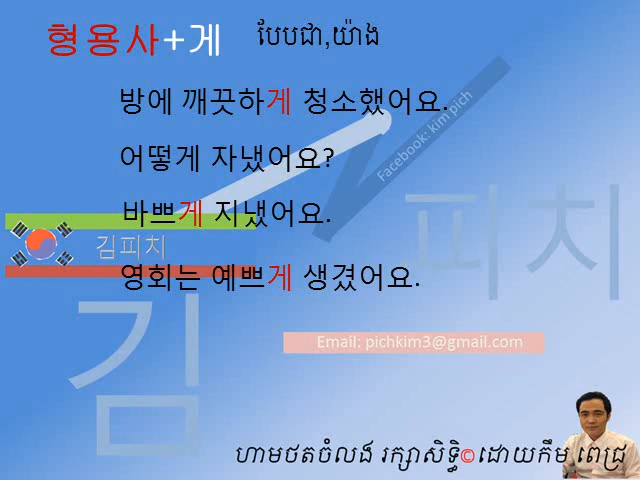 형용사+게 បែបជា,យ៉ាង
방에 깨끗하게 청소했어요.
Facebook: kim pich
어떻게 자냈어요?
바쁘게 지냈어요.
김피치
영회는 예쁘게 생겼어요.
김 피치
Email: pichkim3@gmail.com
ហាមថតចំលង រក្សាសិទ្ធិ©ដោយកឹម ពេជ្រ